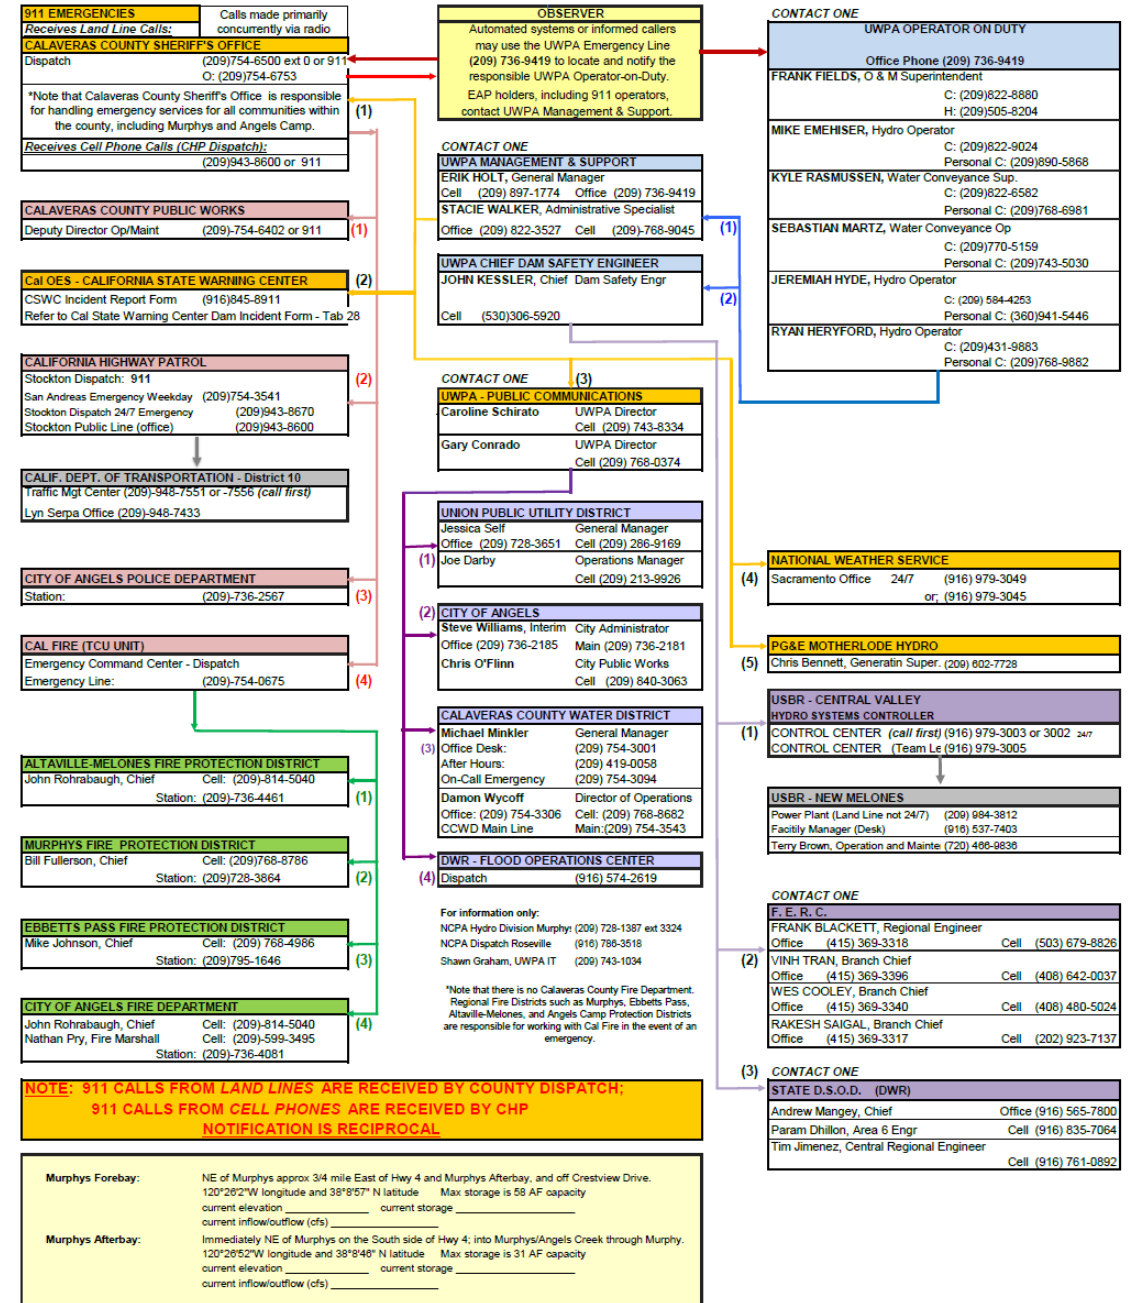 911 EMERGENCIES
Receives Land Line Calls:
Calls made primarily
concurrently via radio
CALAVERAS COUNTY SHERIFF'S OFFICE
Dispatch (209)754-6500 ext 0 or 911
O: (209)754-6753
*Note that Calaveras County Sheriff's Office is responsible
for handling emergency services for all communities within
the county, including Murphys and Angels Camp.
(1)
Receives Cell Phone Calls (CHP Dispatch):
(209)943-8600 or 911
CALAVERAS COUNTY PUBLIC WORKS
Deputy Director Op/Maint (209)-754-6402 or 911
(1)
Cal OES - CALIFORNIA STATE WARNING CENTER
(2)
CSWC Incident Report Form (916)845-8911
Refer to Cal State Warning Center Dam Incident Form - Tab 28
CALIFORNIA HIGHWAY PATROL
Stockton Dispatch: 911
(2)
San Andreas Emergency Weekday (209)754-3541
Stockton Dispatch 24/7 Emergency (209)943-8670
Stockton Public Line (office) (209)943-8600
CALIF. DEPT. OF TRANSPORTATION - District 10
Traffic Mgt Center (209)-948-7551 or -7556 (call first)
Lyn Serpa Office (209)-948-7433
CITY OF ANGELS POLICE DEPARTMENT
Station: (209)-736-2567
(3)
CAL FIRE (TCU UNIT)
Emergency Command Center - Dispatch
Emergency Line: (209)-754-0675
(4)
ALTAVILLE-MELONES FIRE PROTECTION DISTRICT
John Rohrabaugh, Chief Cell: (209)-814-5040
Station: (209)-736-4461
(1)
MURPHYS FIRE PROTECTION DISTRICT
Bill Fullerson, Chief Cell: (209)768-8786
Station: (209)728-3864
(2)
EBBETTS PASS FIRE PROTECTION DISTRICT
Mike Johnson, Chief Cell: (209) 768-4986
Station: (209)795-1646
(3)
CITY OF ANGELS FIRE DEPARTMENT
John Rohrabaugh, Chief Cell: (209)-814-5040
(4)
Nathan Pry, Fire Marshall Cell: (209)-599-3495
Station: (209)-736-4081
OBSERVER
Automated systems or informed callers
may use the UWPA Emergency Line
(209) 736-9419 to locate and notify the
responsible UWPA Operator-on-Duty.
EAP holders, including 911 operators,
contact UWPA Management & Support.
CONTACT ONE
UWPA MANAGEMENT & SUPPORT
ERIK HOLT, General Manager
Cell (209) 897-1774 Office (209) 736-9419
STACIE WALKER, Administrative Specialist
Office (209) 822-3527 Cell (209)-768-9045
(1)
UWPA CHIEF DAM SAFETY ENGINEER
JOHN KESSLER, Chief Dam Safety Engr
(2)
Cell (530)306-5920
CONTACT ONE
(3)
UWPA - PUBLIC COMMUNICATIONS
Caroline Schirato UWPA Director
Cell (209) 743-8334
Gary Conrado UWPA Director
Cell (209) 768-0374
UNION PUBLIC UTILITY DISTRICT
Jessica Self General Manager
Office (209) 728-3651 Cell (209) 286-9169
(1) Joe Darby Operations Manager
Cell (209) 213-9926
(2) CITY OF ANGELS
Steve Williams, Interim City Administrator
Office (209) 736-2185 Main (209) 736-2181
Chris O'Flinn City Public Works
Cell (209) 840-3063
CALAVERAS COUNTY WATER DISTRICT
Michael Minkler General Manager
(3) Office Desk: (209) 754-3001
After Hours: (209) 419-0058
On-Call Emergency (209) 754-3094
Damon Wycoff Director of Operations
Office: (209) 754-3306 Cell: (209) 768-8682
CCWD Main Line Main:(209) 754-3543
DWR - FLOOD OPERATIONS CENTER
(4) Dispatch (916) 574-2619
For information only:
NCPA Hydro Division Murphys (209) 728-1387 ext 3324
NCPA Dispatch Roseville (916) 786-3518
Shawn Graham, UWPA IT (209) 743-1034
*Note that there is no Calaveras County Fire Department.
Regional Fire Districts such as Murphys, Ebbetts Pass,
Altaville-Melones, and Angels Camp Protection Districts
are responsible for working with Cal Fire in the event of an
emergency.
CONTACT ONE
UWPA OPERATOR ON DUTY
Office Phone (209) 736-9419
FRANK FIELDS, O & M Superintendent
C: (209)822-8880
H: (209)505-8204
MIKE EMEHISER, Hydro Operator
C: (209)822-9024
Personal C: (209)890-5868
KYLE RASMUSSEN, Water Conveyance Sup.
C: (209)822-6582
Personal C: (209)768-6981
SEBASTIAN MARTZ, Water Conveyance Op
C: (209)770-5159
Personal C: (209)743-5030
JEREMIAH HYDE, Hydro Operator
C: (209) 584-4253
Personal C: (360)941-5446
RYAN HERYFORD, Hydro Operator
C: (209)431-9883
Personal C: (209)768-9882
NATIONAL WEATHER SERVICE
(4) Sacramento Office 24/7 (916) 979-3049
or; (916) 979-3045
PG&E MOTHERLODE HYDRO
(5) Chris Bennett, Generatin Super. (209) 602-7728
USBR - CENTRAL VALLEY
HYDRO SYSTEMS CONTROLLER
(1) CONTROL CENTER (call first) (916) 979-3003 or 3002 24/7
CONTROL CENTER (Team Le (916) 979-3005
USBR - NEW MELONES
Power Plant (Land Line not 24/7) (209) 984-3812
Facitily Manager (Desk) (916) 537-7403
Terry Brown, Operation and Mainte (720) 466-9836
CONTACT ONE
F. E. R. C.
FRANK BLACKETT, Regional Engineer
Office (415) 369-3318 Cell (503) 679-8826
(2) VINH TRAN, Branch Chief
Office (415) 369-3396 Cell (408) 642-0037
WES COOLEY, Branch Chief
Office (415) 369-3340 Cell (408) 480-5024
RAKESH SAIGAL, Branch Chief
Office (415) 369-3317 Cell (202) 923-7137
(3) CONTACT ONE
STATE D.S.O.D. (DWR)
Andrew Mangey, Chief Office (916) 565-7800
Param Dhillon, Area 6 Engr Cell (916) 835-7064
Tim Jimenez, Central Regional Engineer
Cell (916) 761-0892
NOTE: 911 CALLS FROM LAND LINES ARE RECEIVED BY COUNTY DISPATCH;
911 CALLS FROM CELL PHONES ARE RECEIVED BY CHP
NOTIFICATION IS RECIPROCAL
Murphys Forebay: NE of Murphys approx 3/4 mile East of Hwy 4 and Murphys Afterbay, and off Crestview Drive.
120°26'2"W longitude and 38°8'57" N latitude Max storage is 58 AF capacity
current elevation ____ current storage ____
current inflow/outflow (cfs) ____
Murphys Afterbay: Immediately NE of Murphys on the South side of Hwy 4; into Murphys/Angels Creek through Murphy.
120°26'52"W longitude and 38°8'46" N latitude Max storage is 31 AF capacity
current elevation ____ current storage ____
current inflow/outflow (cfs) ____